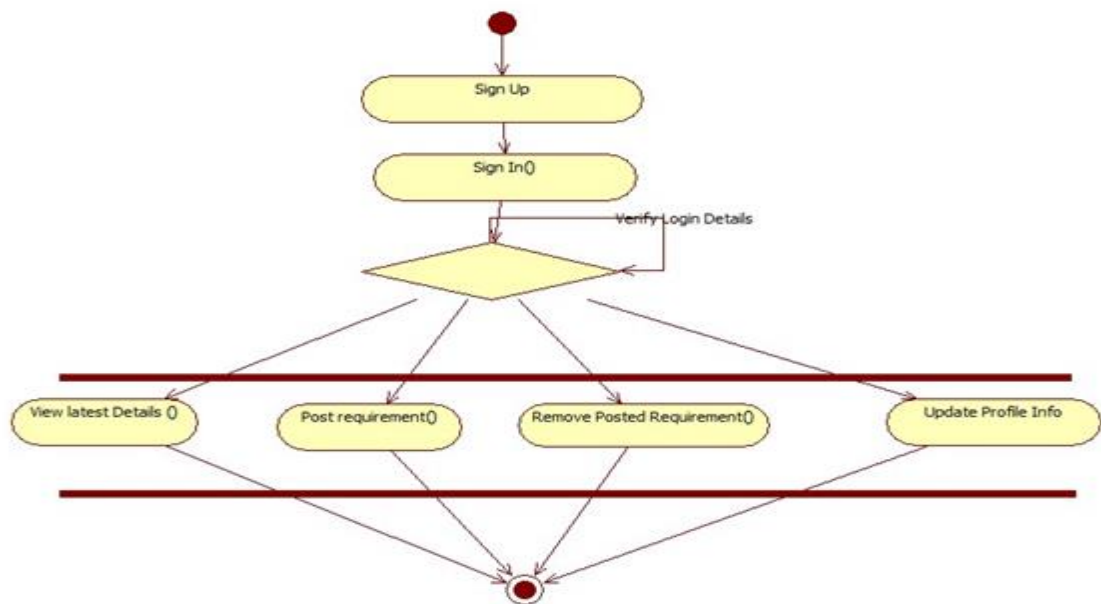 Sign Up
Sign In()
Verify Login Details
View latest Details ()
Post requirement()
Remove Posted Requirement()
Update Profile Info